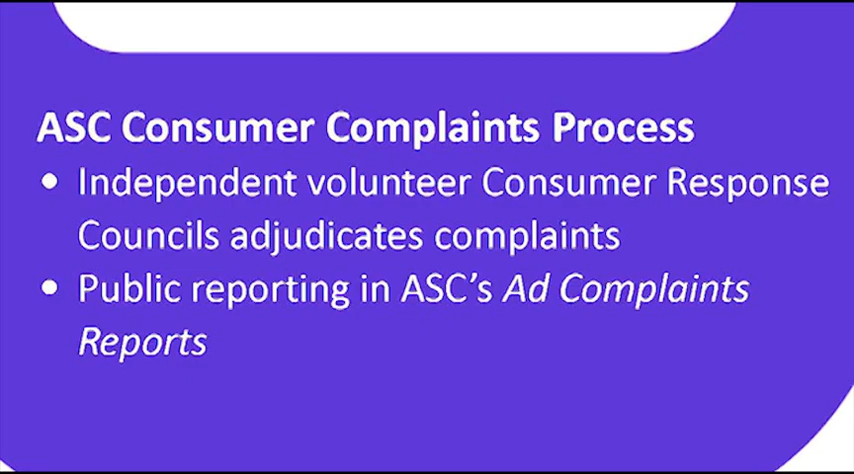 ASC Consumer Complaints Process
• Independent volunteer Consumer Response
Councils adjudicates complaints
• Public reporting in ASC’s Ad Complaints
Reports